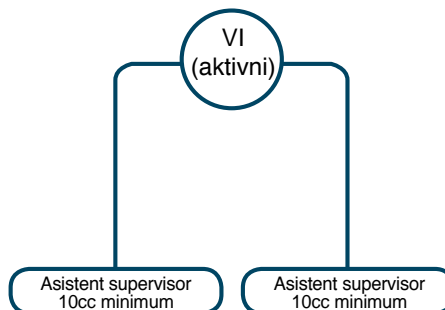 VI
(aktivni)
Asistent supervisor
10cc minimum
Asistent supervisor
10cc minimum